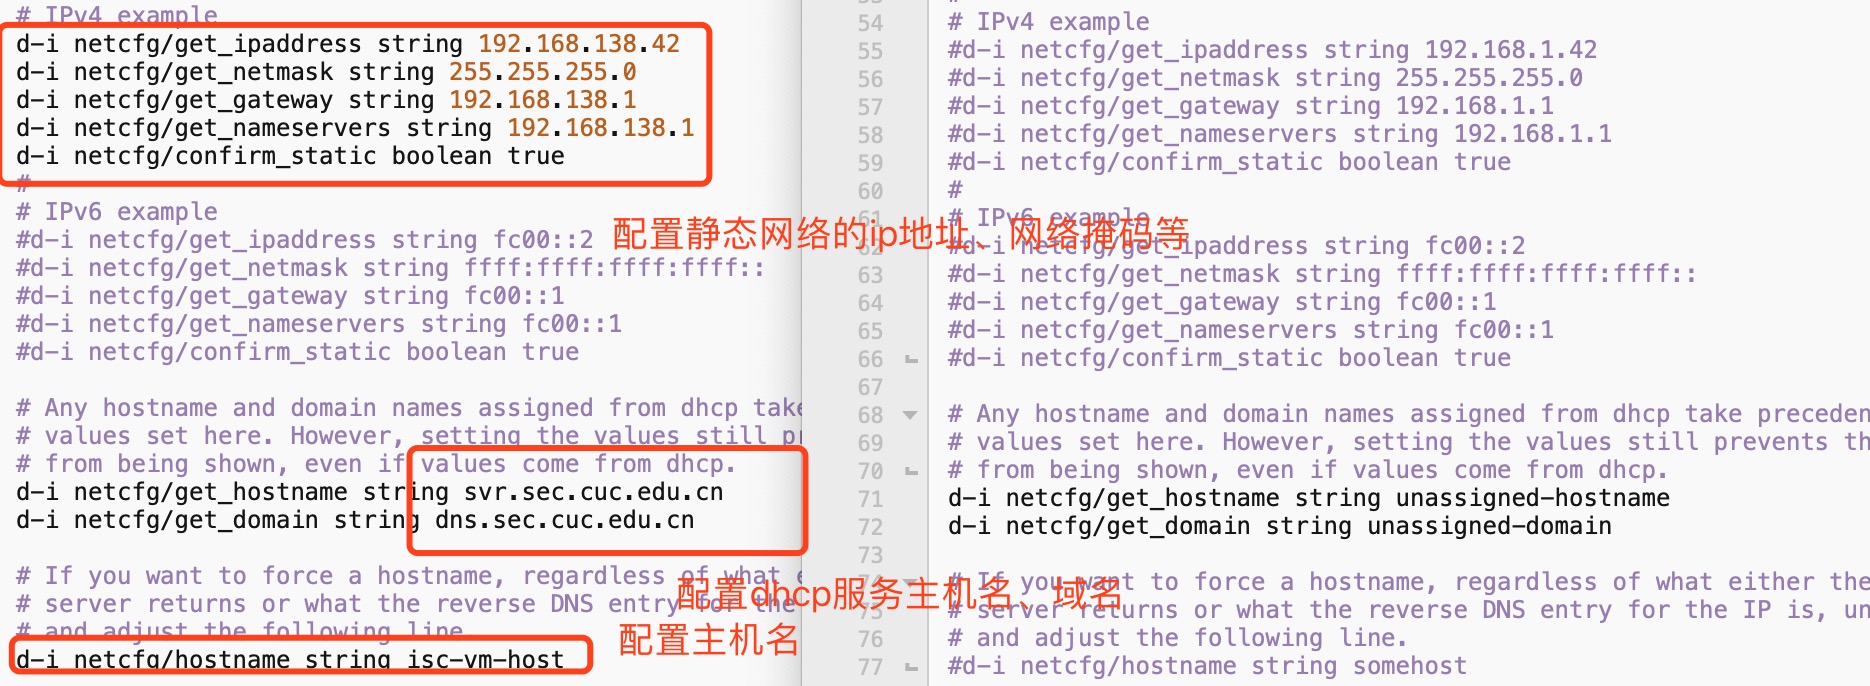 # IPv4 example
d-i netcfg/get_ipaddress string 192.168.138.42
d-i netcfg/get_netmask string 255.255.255.0
d-i netcfg/get_gateway string 192.168.138.1
d-i netcfg/get_nameservers string 192.168.138.1
d-i netcfg/confirm_static boolean true
#
# IPv6 example
#d-i netcfg/get_ipaddress string fc00::2
#d-i netcfg/get_netmask string ffff:ffff:ffff:ffff::
#d-i netcfg/get_gateway string fc00::1
#d-i netcfg/get_nameservers string fc00::1
#d-i netcfg/confirm_static boolean true
# Any hostname and domain names assigned from dhcp take
# values set here. However, setting the values still p
# from being shown, even if values come from dhcp.
d-i netcfg/get_hostname string svr.sec.cuc.edu.cn
d-i netcfg/get_domain string dns.sec.cuc.edu.cn
# If you want to force a hostname, regardless of what e
# server returns or what the reverse DNS entry for the
# and adjust the following line
d-i netcfg/hostname string isc-vm-host
配置静态网络的ip地址、网络掩码等
配置dhcp服务主机名、域名
配置主机名
54 # IPv4 example
55 #d-i netcfg/get_ipaddress string 192.168.1.42
56 #d-i netcfg/get_netmask string 255.255.255.0
57 #d-i netcfg/get_gateway string 192.168.1.1
58 #d-i netcfg/get_nameservers string 192.168.1.1
59 #d-i netcfg/confirm_static boolean true
60 #
61 # IPv6 example
62 #d-i netcfg/get_ipaddress string fc00::2
63 #d-i netcfg/get_netmask string ffff:ffff:ffff:ffff::
64 #d-i netcfg/get_gateway string fc00::1
65 #d-i netcfg/get_nameservers string fc00::1
66 #d-i netcfg/confirm_static boolean true
67
68 # Any hostname and domain names assigned from dhcp take preceden
69 # values set here. However, setting the values still prevents th
70 # from being shown, even if values come from dhcp.
71 d-i netcfg/get_hostname string unassigned-hostname
72 d-i netcfg/get_domain string unassigned-domain
73
74 # If you want to force a hostname, regardless of what either the
75 # server returns or what the reverse DNS entry for the IP is, un
76 # and adjust the following line.
77 #d-i netcfg/hostname string somehost